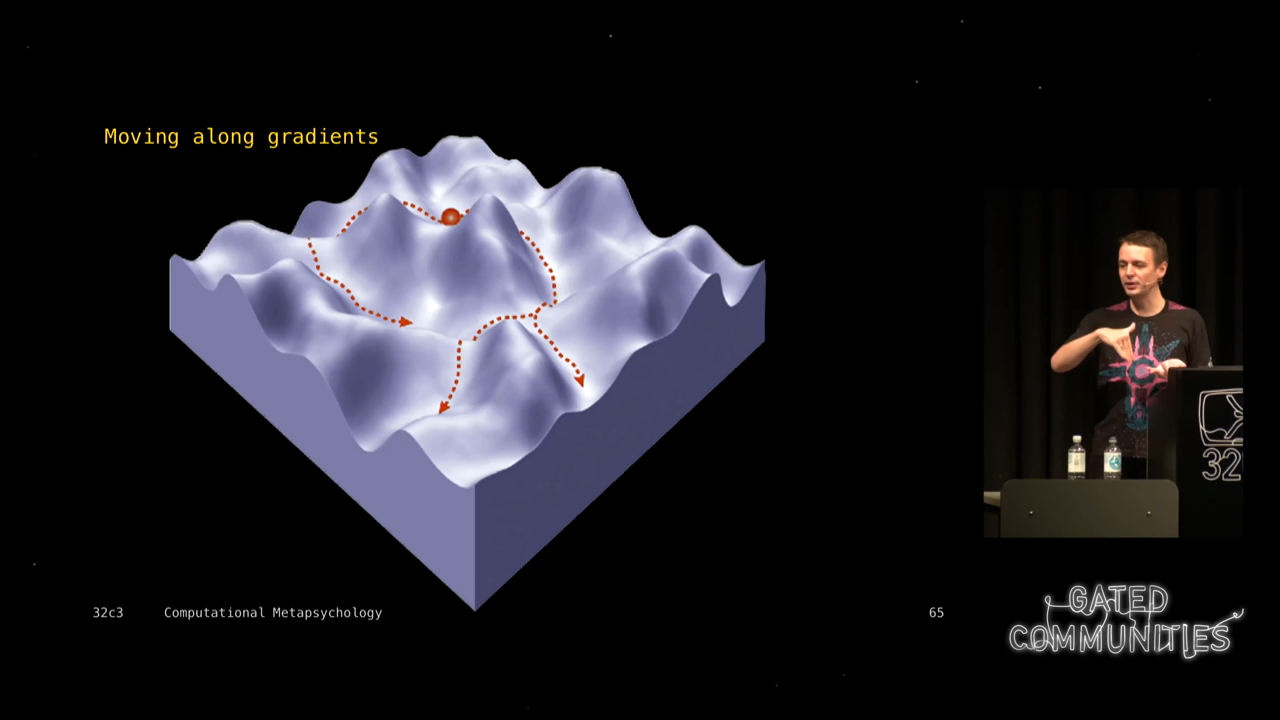 Moving along gradients
32
32c3 Computational Metapsychology 65
GATED
COMMUNITIES